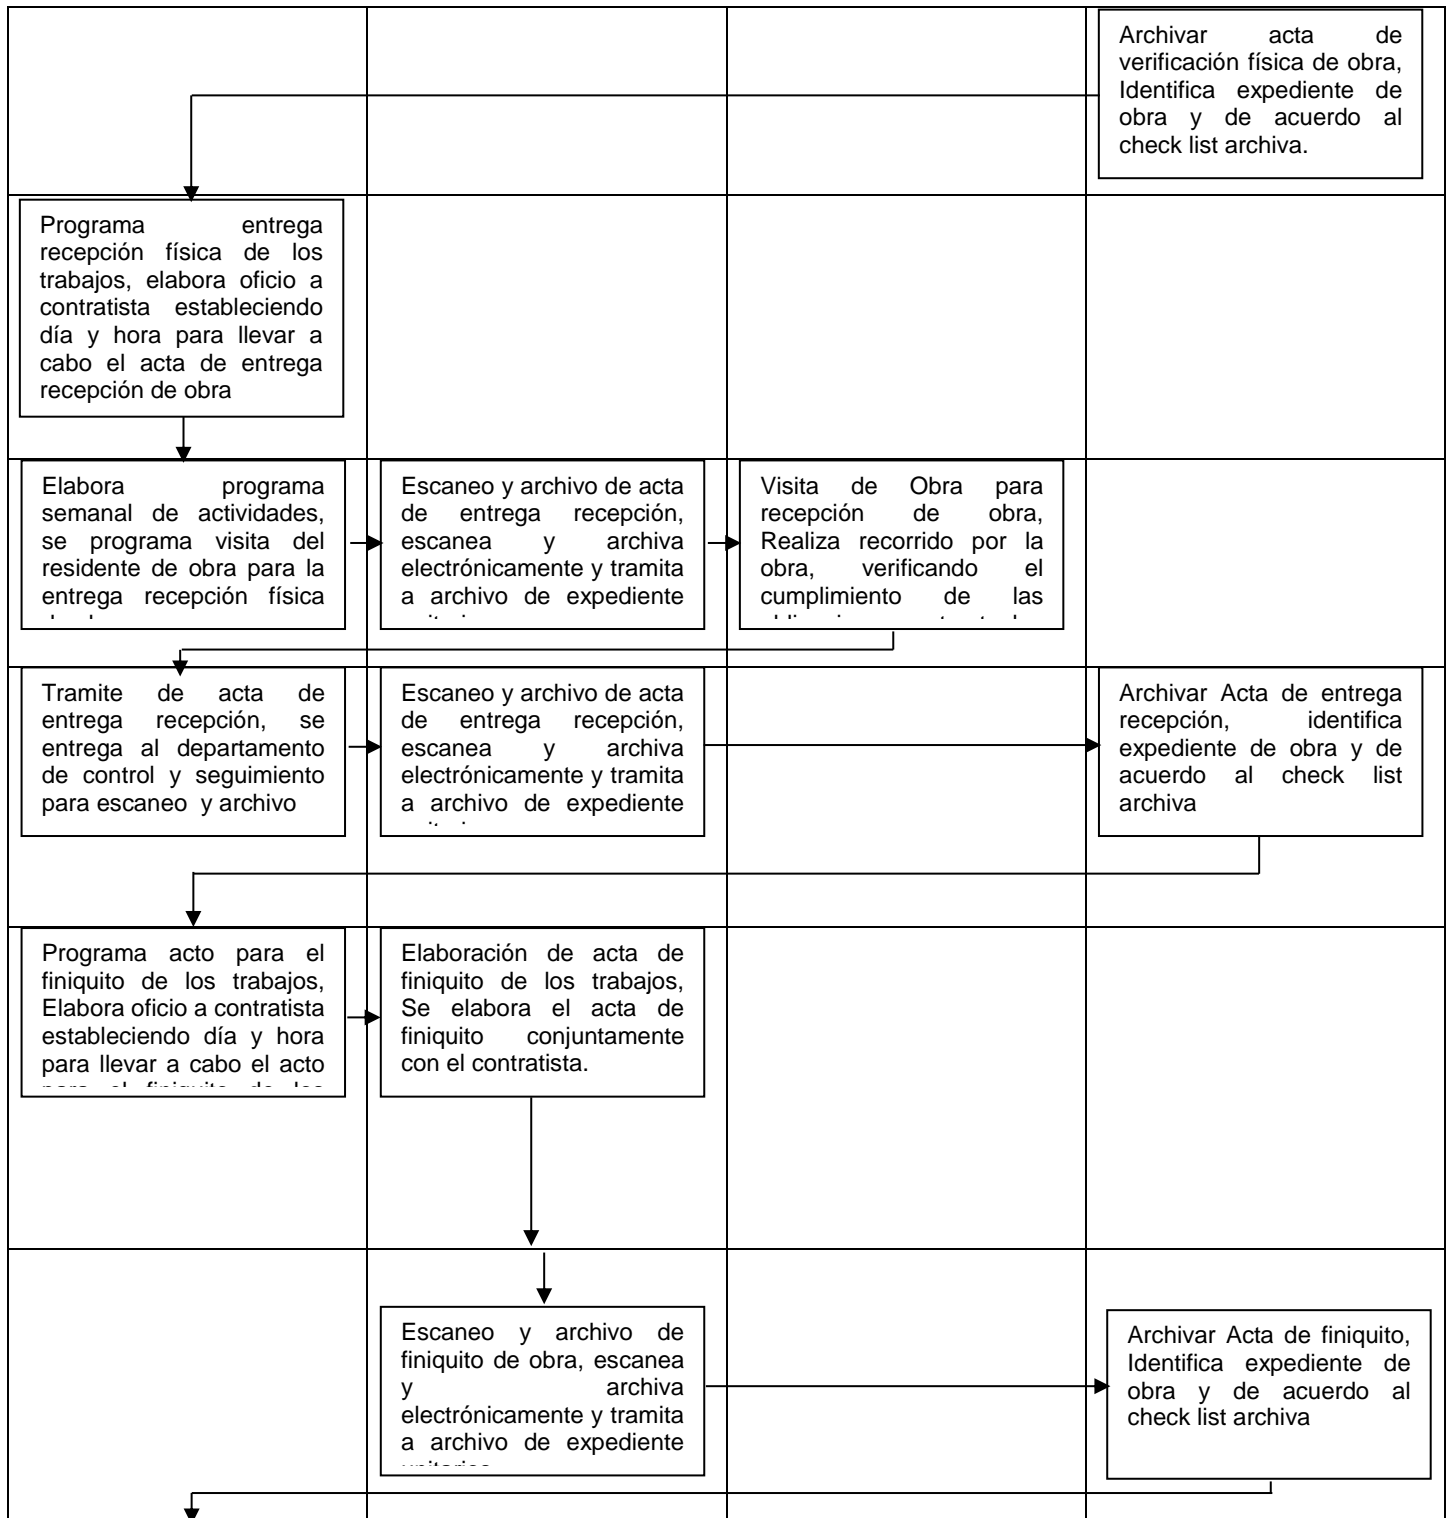 Archivar acta de
verificación física de obra,
Identifica expediente de
obra y de acuerdo al
check list archiva.
Programa entrega
recepción física de los
trabajos, elabora oficio a
contratista estableciendo
día y hora para llevar a
cabo el acta de entrega
recepción de obra
Elabora programa
semanal de actividades,
se programa visita del
residente de obra para la
entrega recepción física
Escaneo y archivo de acta
de entrega recepción,
escanea y archiva
electrónicamente y tramita
a archivo de expediente
Visita de Obra para
recepción de obra,
Realiza recorrido por la
obra, verificando el
cumplimiento de las
Tramite de acta de
entrega recepción, se
entrega al departamento
de control y seguimiento
para escaneo y archivo
Escaneo y archivo de acta
de entrega recepción,
escanea y archiva
electrónicamente y tramita
a archivo de expediente
Archivar Acta de entrega
recepción, identifica
expediente de obra y de
acuerdo al check list
archiva
Programa acto para el
finiquito de los trabajos,
Elabora oficio a contratista
estableciendo día y hora
para llevar a cabo el acto
para el finiquito de los
Elaboración de acta de
finiquito de los trabajos,
Se elabora el acta de
finiquito conjuntamente
con el contratista.
Escaneo y archivo de
finiquito de obra, escanea
y archiva
electrónicamente y tramita
a archivo de expediente
Archivar Acta de finiquito,
Identifica expediente de
obra y de acuerdo al
check list archiva